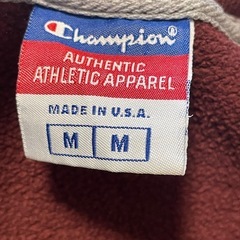 Champion®
AUTHENTIC
ATHLETIC APPAREL
MADE IN U.S.A.
M M